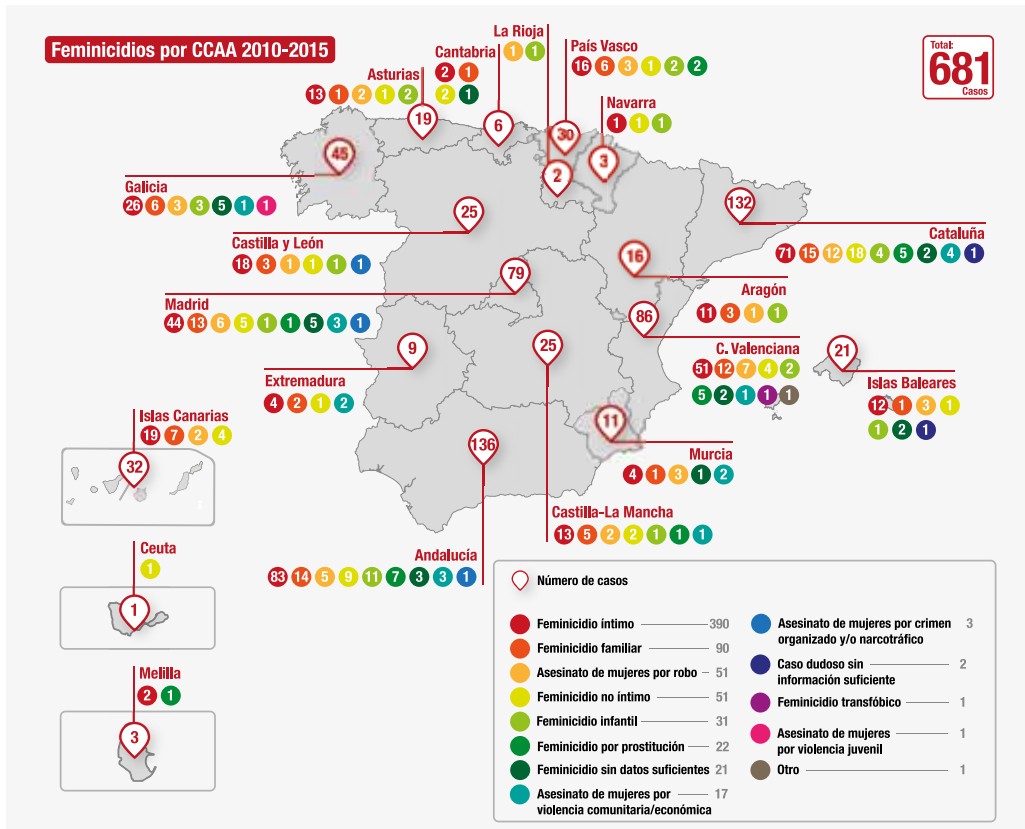 Feminicidios por CCAA 2010-2015
Total:
681
Casos
La Rioja
1 1
Cantabria
2 1
2 1
País Vasco
16 6 3 1 2 2
Asturias
13 1 2 1 2
Navarra
1 1 1
19
6
30
3
2
45
Galicia
26 6 3 3 5 1 1
132
Cataluña
71 15 12 18 4 5 2 4 1
25
Castilla y León
18 3 1 1 1 1
16
Aragón
11 3 1 1
79
Madrid
44 13 6 5 1 1 5 3 1
86
C. Valenciana
51 12 7 4 2
5 2 1 1 1
9
Extremadura
4 2 1 2
25
21
Islas Baleares
12 1 3 1
1 2 1
Islas Canarias
19 7 2 4
32
11
Murcia
4 1 3 1 2
136
Castilla-La Mancha
13 5 2 2 1 1 1
Andalucía
83 14 5 9 11 7 3 3 1
Ceuta
1
1
Melilla
2 1
3
Número de casos
Feminicidio íntimo 390
Feminicidio familiar 90
Asesinato de mujeres por robo 51
Feminicidio no íntimo 51
Feminicidio infantil 31
Feminicidio por prostitución 22
Feminicidio sin datos suficientes 21
Asesinato de mujeres por 17
violencia comunitaria/económica
Asesinato de mujeres por crimen 3
organizado y/o narcotráfico
Caso dudoso sin 2
información suficiente
Feminicidio transfóbico 1
Asesinato de mujeres 1
por violencia juvenil
Otro 1